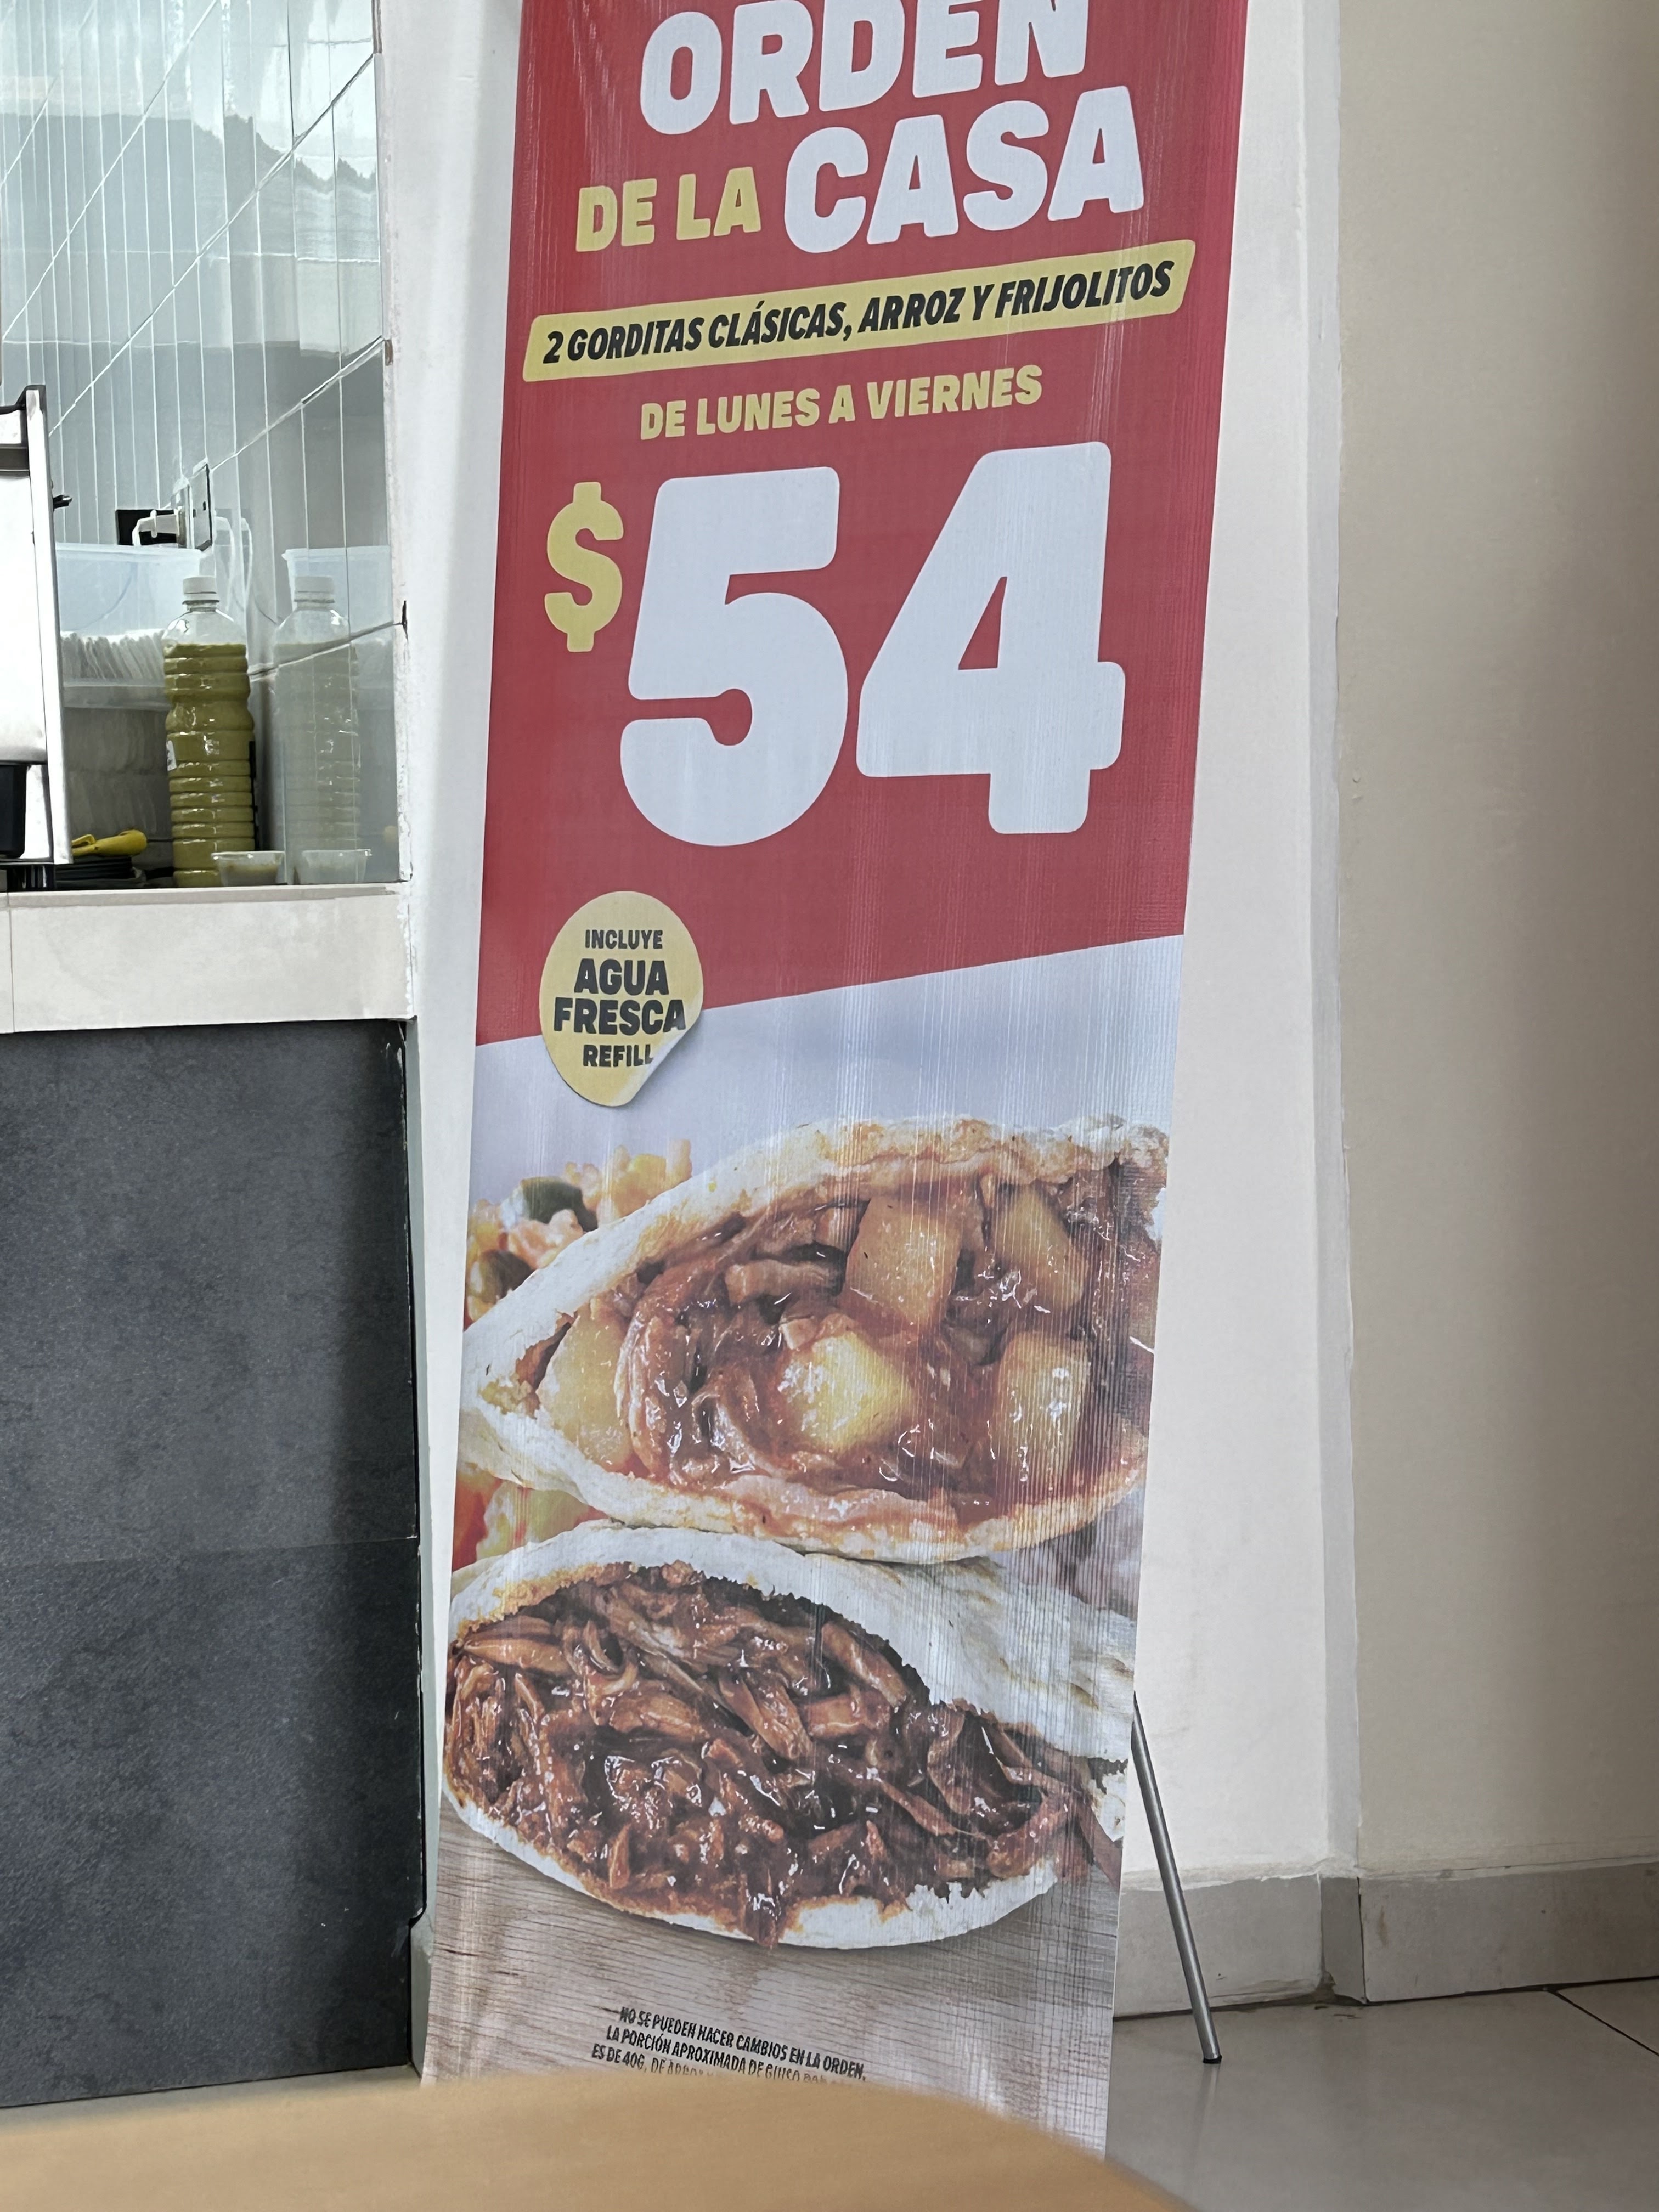 ORDEN
DE LA CASA
2 GORDITAS CLÁSICAS, ARROZ Y FRIJOLITOS
DE LUNES A VIERNES
$54
INCLUYE
AGUA
FRESCA
REFILL
NO SE PUEDEN HACER CAMBIOS EN LA ORDEN.
LA PORCIÓN APROXIMADA DE GUISO
ES DE 40G, DE